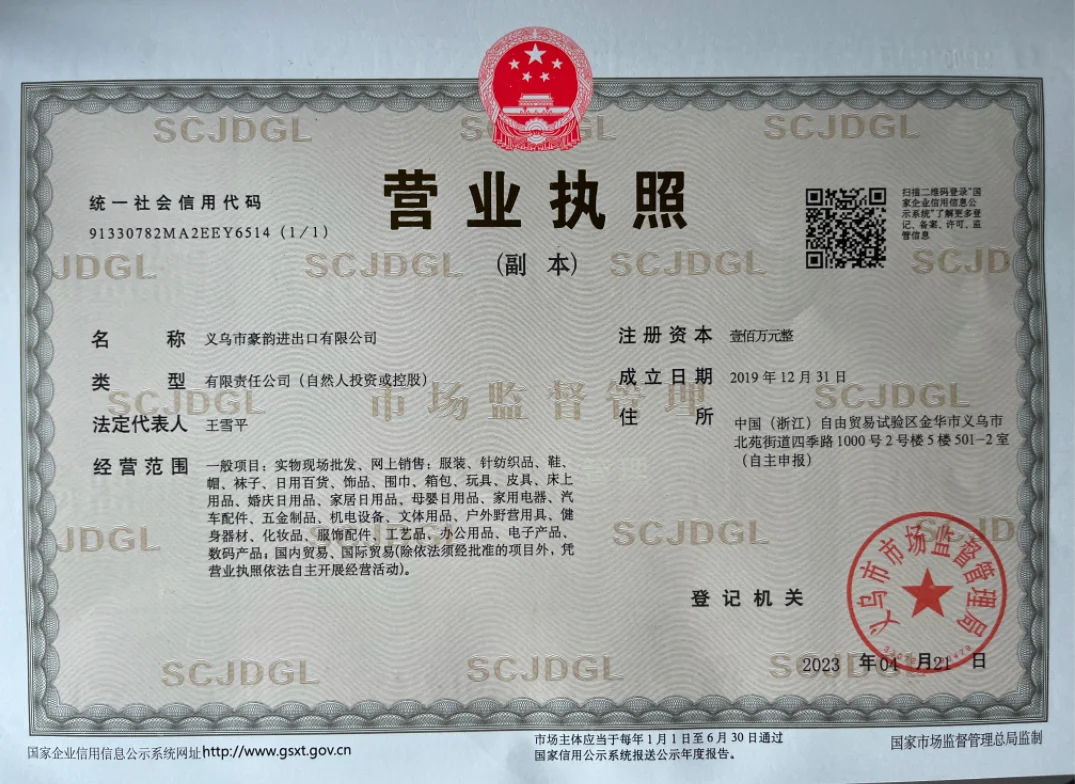 SCJDGL SCJDGL SCJDGL
营业执照
(副 本)
统一社会信用代码
91330782MA2EEY6514 (1/1)
扫描二维码登录“国
家企业信用信息公
示系统”了解更多登
记、备案、许可、监
管信息
JDGL SCJDGL SCJDGL SCJD
名 称 义乌市豪韵进出口有限公司
类 型 有限责任公司（自然人投资或控股）
法定代表人 王雪平
经营范围 一般项目：实物现场批发、网上销售：服装、针纺织品、鞋、
帽、袜子、日用百货、饰品、围巾、箱包、玩具、皮具、床上
用品、婚庆日用品、家居日用品、母婴日用品、家用电器、汽
车配件、五金制品、机电设备、文体用品、户外野营用具、健
身器材、化妆品、服饰配件、工艺品、办公用品、电子产品、
数码产品；国内贸易、国际贸易(除依法须经批准的项目外，凭
营业执照依法自主开展经营活动)。
注册资本 壹佰万元整
成立日期 2019年12月31日
住 所 中国（浙江）自由贸易试验区金华市义乌市
北苑街道四季路1000号2号楼5楼501-2室
（自主申报）
SCJDGL 市场监督管理 SCJDGL
JDGL SCJDGL SCJD
登记机关
义乌市市场监督管理局
2023 年 04 月 21 日
SCJDGL SCJDGL SC
国家企业信用信息公示系统网址http://www.gsxt.gov.cn
市场主体应当于每年1月1日至6月30日通过
国家信用公示系统报送公示年度报告。
国家市场监督管理总局监制